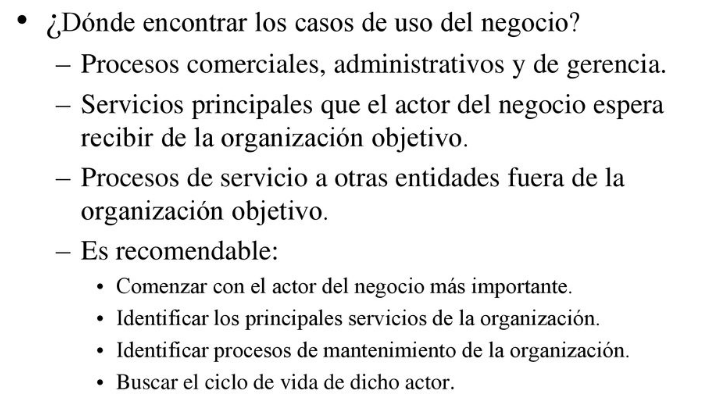 • ¿Dónde encontrar los casos de uso del negocio?
– Procesos comerciales, administrativos y de gerencia.
– Servicios principales que el actor del negocio espera
recibir de la organización objetivo.
– Procesos de servicio a otras entidades fuera de la
organización objetivo.
– Es recomendable:
• Comenzar con el actor del negocio más importante.
• Identificar los principales servicios de la organización.
• Identificar procesos de mantenimiento de la organización.
• Buscar el ciclo de vida de dicho actor.